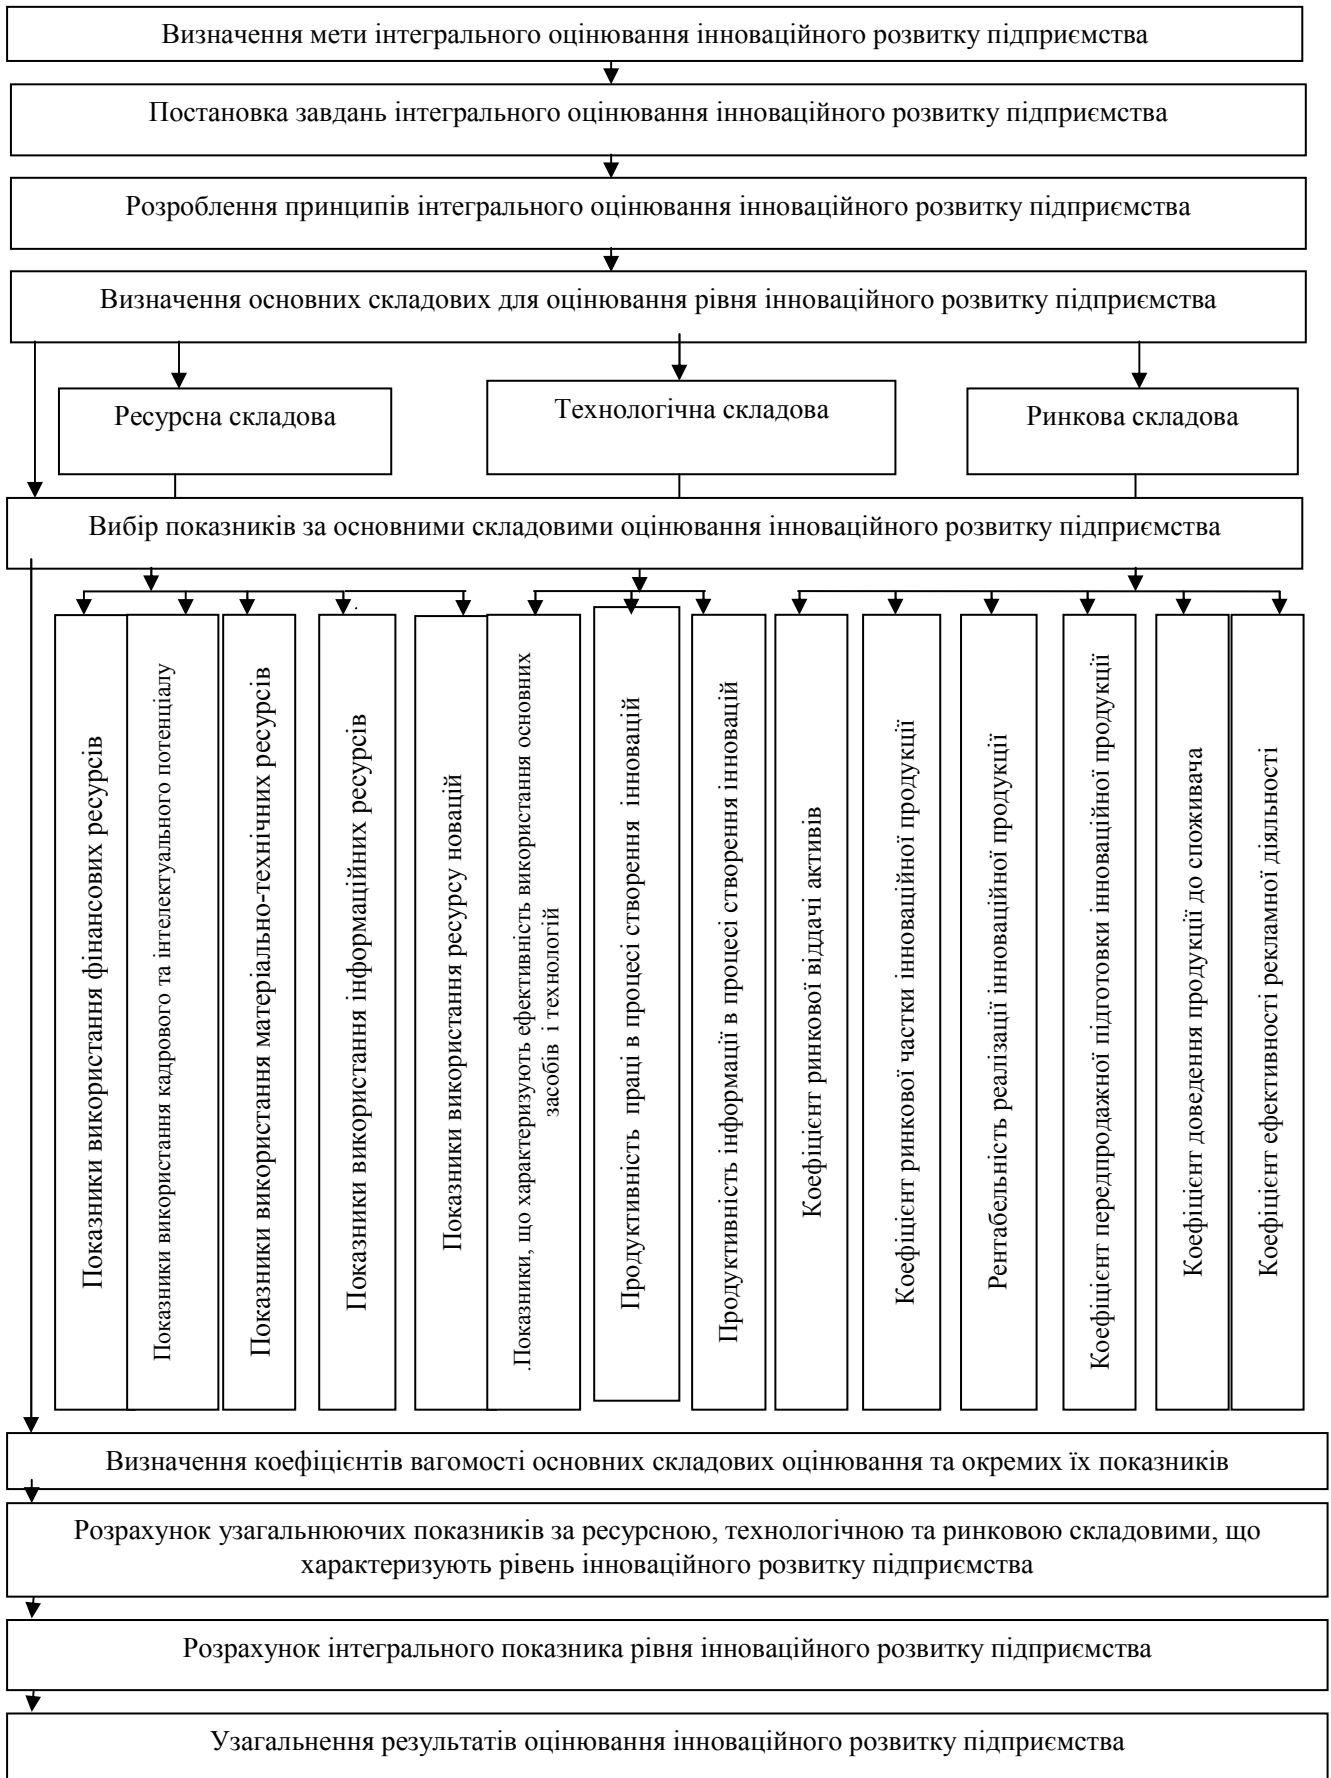 Визначення мети інтегрального оцінювання інноваційного розвитку підприємства
Постановка завдань інтегрального оцінювання інноваційного розвитку підприємства
Розроблення принципів інтегрального оцінювання інноваційного розвитку підприємства
Визначення основних складових для оцінювання рівня інноваційного розвитку підприємства
Ресурсна складова
Технологічна складова
Ринкова складова
Вибір показників за основними складовими оцінювання інноваційного розвитку підприємства
Показники використання фінансових ресурсів
Показники використання кадрового та інтелектуального потенціалу
Показники використання матеріально-технічних ресурсів
Показники використання інформаційних ресурсів
Показники використання ресурсу новацій
.Показники, що характеризують ефективність використання основних
засобів і технологій
Продуктивність праці в процесі створення інновацій
Продуктивність інформації в процесі створення інновацій
Коефіцієнт ринкової віддачі активів
Коефіцієнт ринкової частки інноваційної продукції
Рентабельність реалізації інноваційної продукції
Коефіцієнт передпродажної підготовки інноваційної продукції
Коефіцієнт доведення продукції до споживача
Коефіцієнт ефективності рекламної діяльності
Визначення коефіцієнтів вагомості основних складових оцінювання та окремих їх показників
Розрахунок узагальнюючих показників за ресурсною, технологічною та ринковою складовими, що
характеризують рівень інноваційного розвитку підприємства
Розрахунок інтегрального показника рівня інноваційного розвитку підприємства
Узагальнення результатів оцінювання інноваційного розвитку підприємства